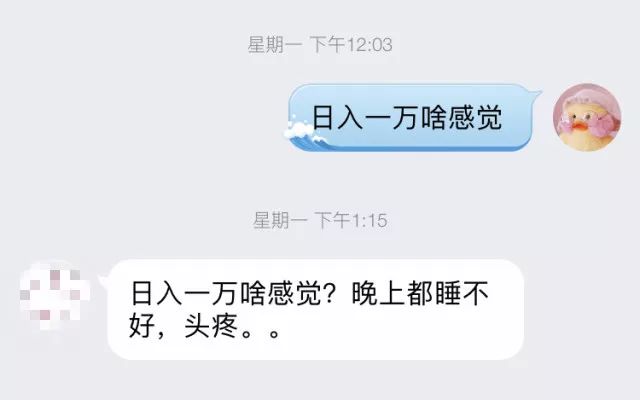 星期一 下午12:03
日入一万啥感觉
星期一 下午1:15
日入一万啥感觉？晚上都睡不
好，头疼。。